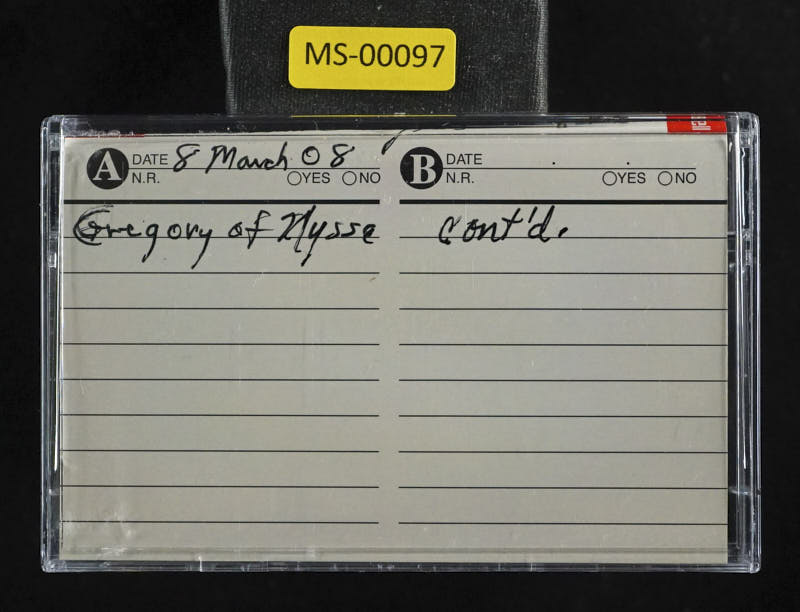 MS-00097
A DATE 8 March 08
N.R. YES NO
B DATE
N.R. YES NO
Gregory of Nyssa
cont'd.